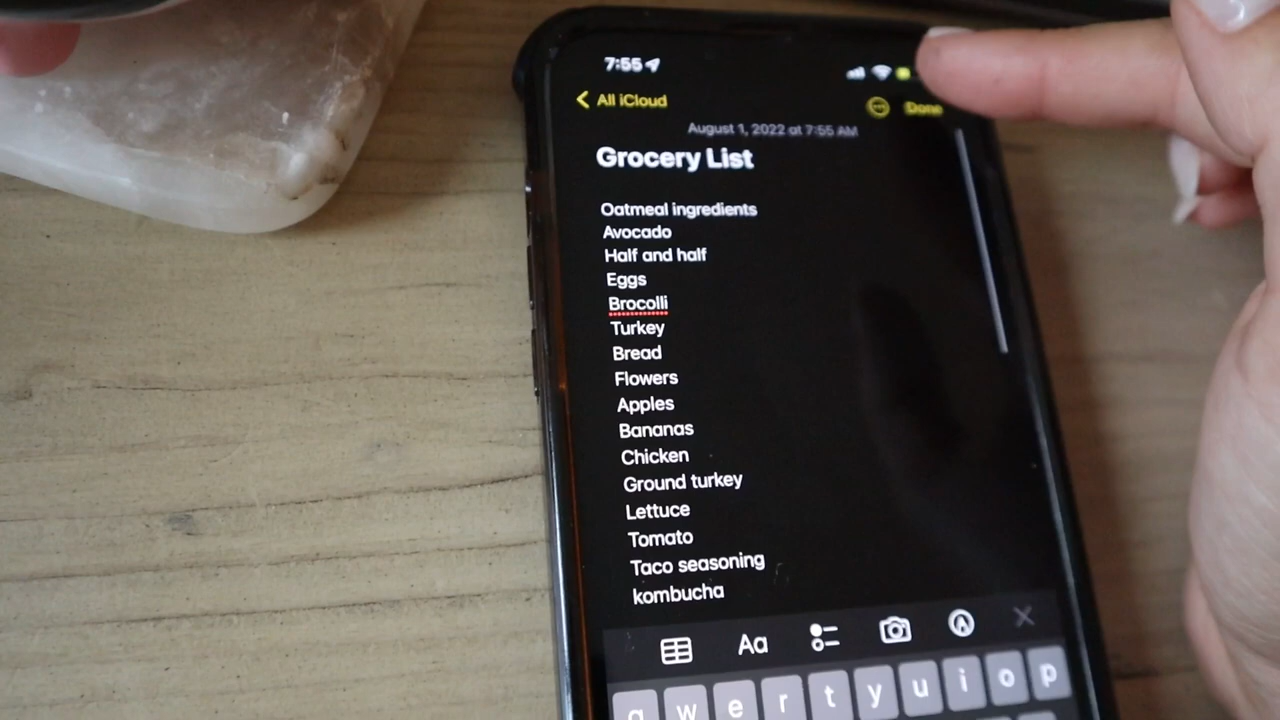 7:55
All iCloud
Done
August 1, 2022 at 7:55 AM
Grocery List
Oatmeal ingredients
Avocado
Half and half
Eggs
Brocolli
Turkey
Bread
Flowers
Apples
Bananas
Chicken
Ground turkey
Lettuce
Tomato
Taco seasoning
kombucha
Aa
q w e r t y u i o p